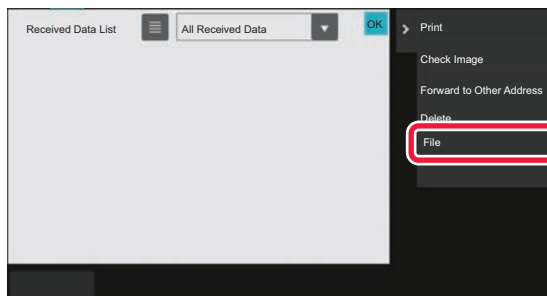 Received Data List
All Received Data
OK
Print
Check Image
Forward to Other Address
Delete
File